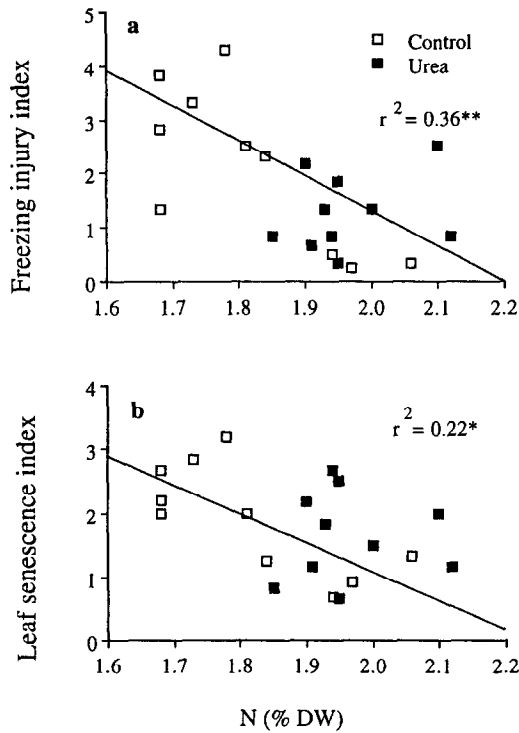 a
Control
Urea
r² = 0.36**
Freezing injury index
5
4
3
2
1
0
1.6 1.7 1.8 1.9 2.0 2.1 2.2
b
r² = 0.22*
Leaf senescence index
4
3
2
1
0
1.6 1.7 1.8 1.9 2.0 2.1 2.2
N (% DW)